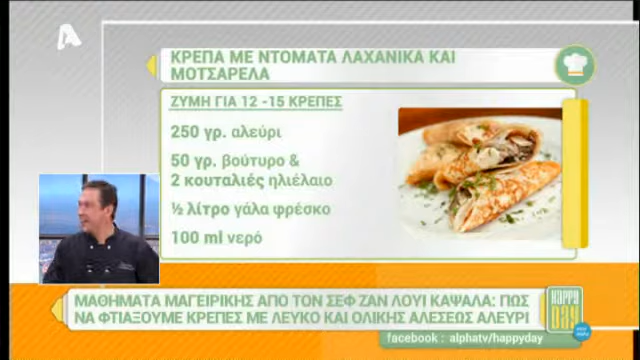 ΚΡΕΠΑ ΜΕ ΝΤΟΜΑΤΑ ΛΑΧΑΝΙΚΑ ΚΑΙ
ΜΟΤΣΑΡΕΛΑ
ΖΥΜΗ ΓΙΑ 12 -15 ΚΡΕΠΕΣ
250 γρ. αλεύρι
50 γρ. βούτυρο &
2 κουταλιές ηλιέλαιο
½ λίτρο γάλα φρέσκο
100 ml νερό
ΜΑΘΗΜΑΤΑ ΜΑΓΕΙΡΙΚΗΣ ΑΠΟ ΤΟΝ ΣΕΦ ΖΑΝ ΛΟΥΙ ΚΑΨΑΛΑ: ΠΩΣ
ΝΑ ΦΤΙΑΞΟΥΜΕ ΚΡΕΠΕΣ ΜΕ ΛΕΥΚΟ ΚΑΙ ΟΛΙΚΗΣ ΑΛΕΣΕΩΣ ΑΛΕΥΡΙ
HAPPY
DAY
facebook : alphatv/happyday